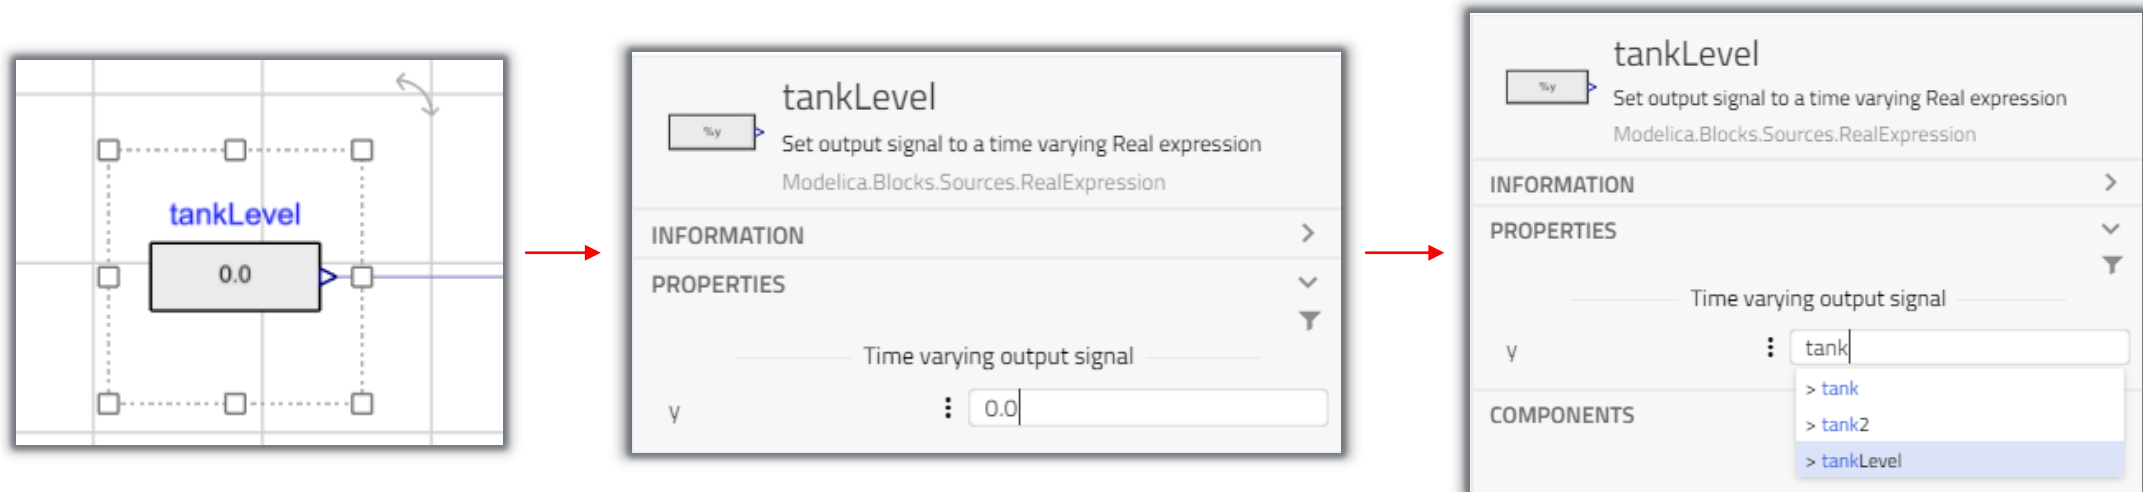 tankLevel
0.0
tankLevel
%y
Set output signal to a time varying Real expression
Modelica.Blocks.Sources.RealExpression
INFORMATION
PROPERTIES
Time varying output signal
y
0.0
tankLevel
%y
Set output signal to a time varying Real expression
Modelica.Blocks.Sources.RealExpression
INFORMATION
PROPERTIES
Time varying output signal
y
tank
> tank
> tank2
> tankLevel
COMPONENTS